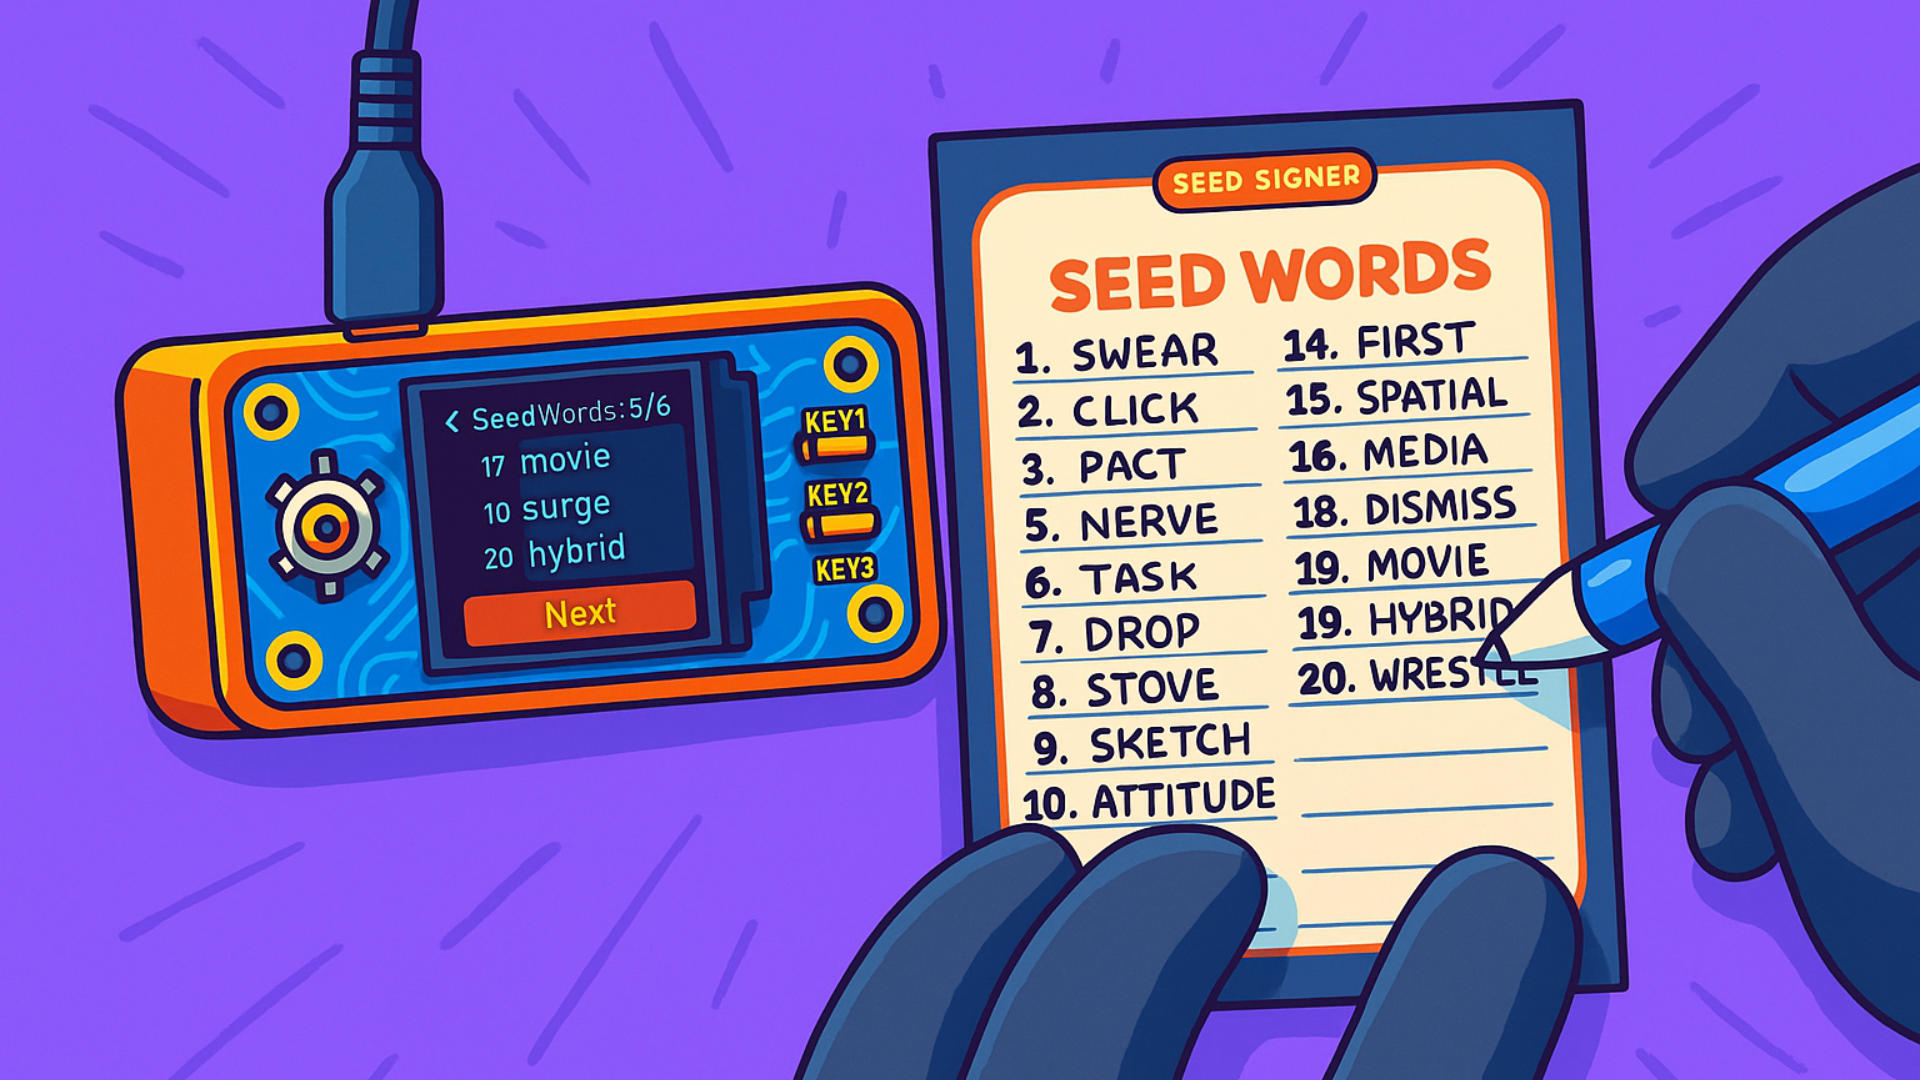 < SeedWords:5/6
17 movie
10 surge
20 hybrid
Next
KEY1
KEY2
KEY3
SEED SIGNER
SEED WORDS
1. SWEAR
2. CLICK
3. PACT
5. NERVE
6. TASK
7. DROP
8. STOVE
9. SKETCH
10. ATTITUDE
14. FIRST
15. SPATIAL
16. MEDIA
18. DISMISS
19. MOVIE
19. HYBRID
20. WRESTLE